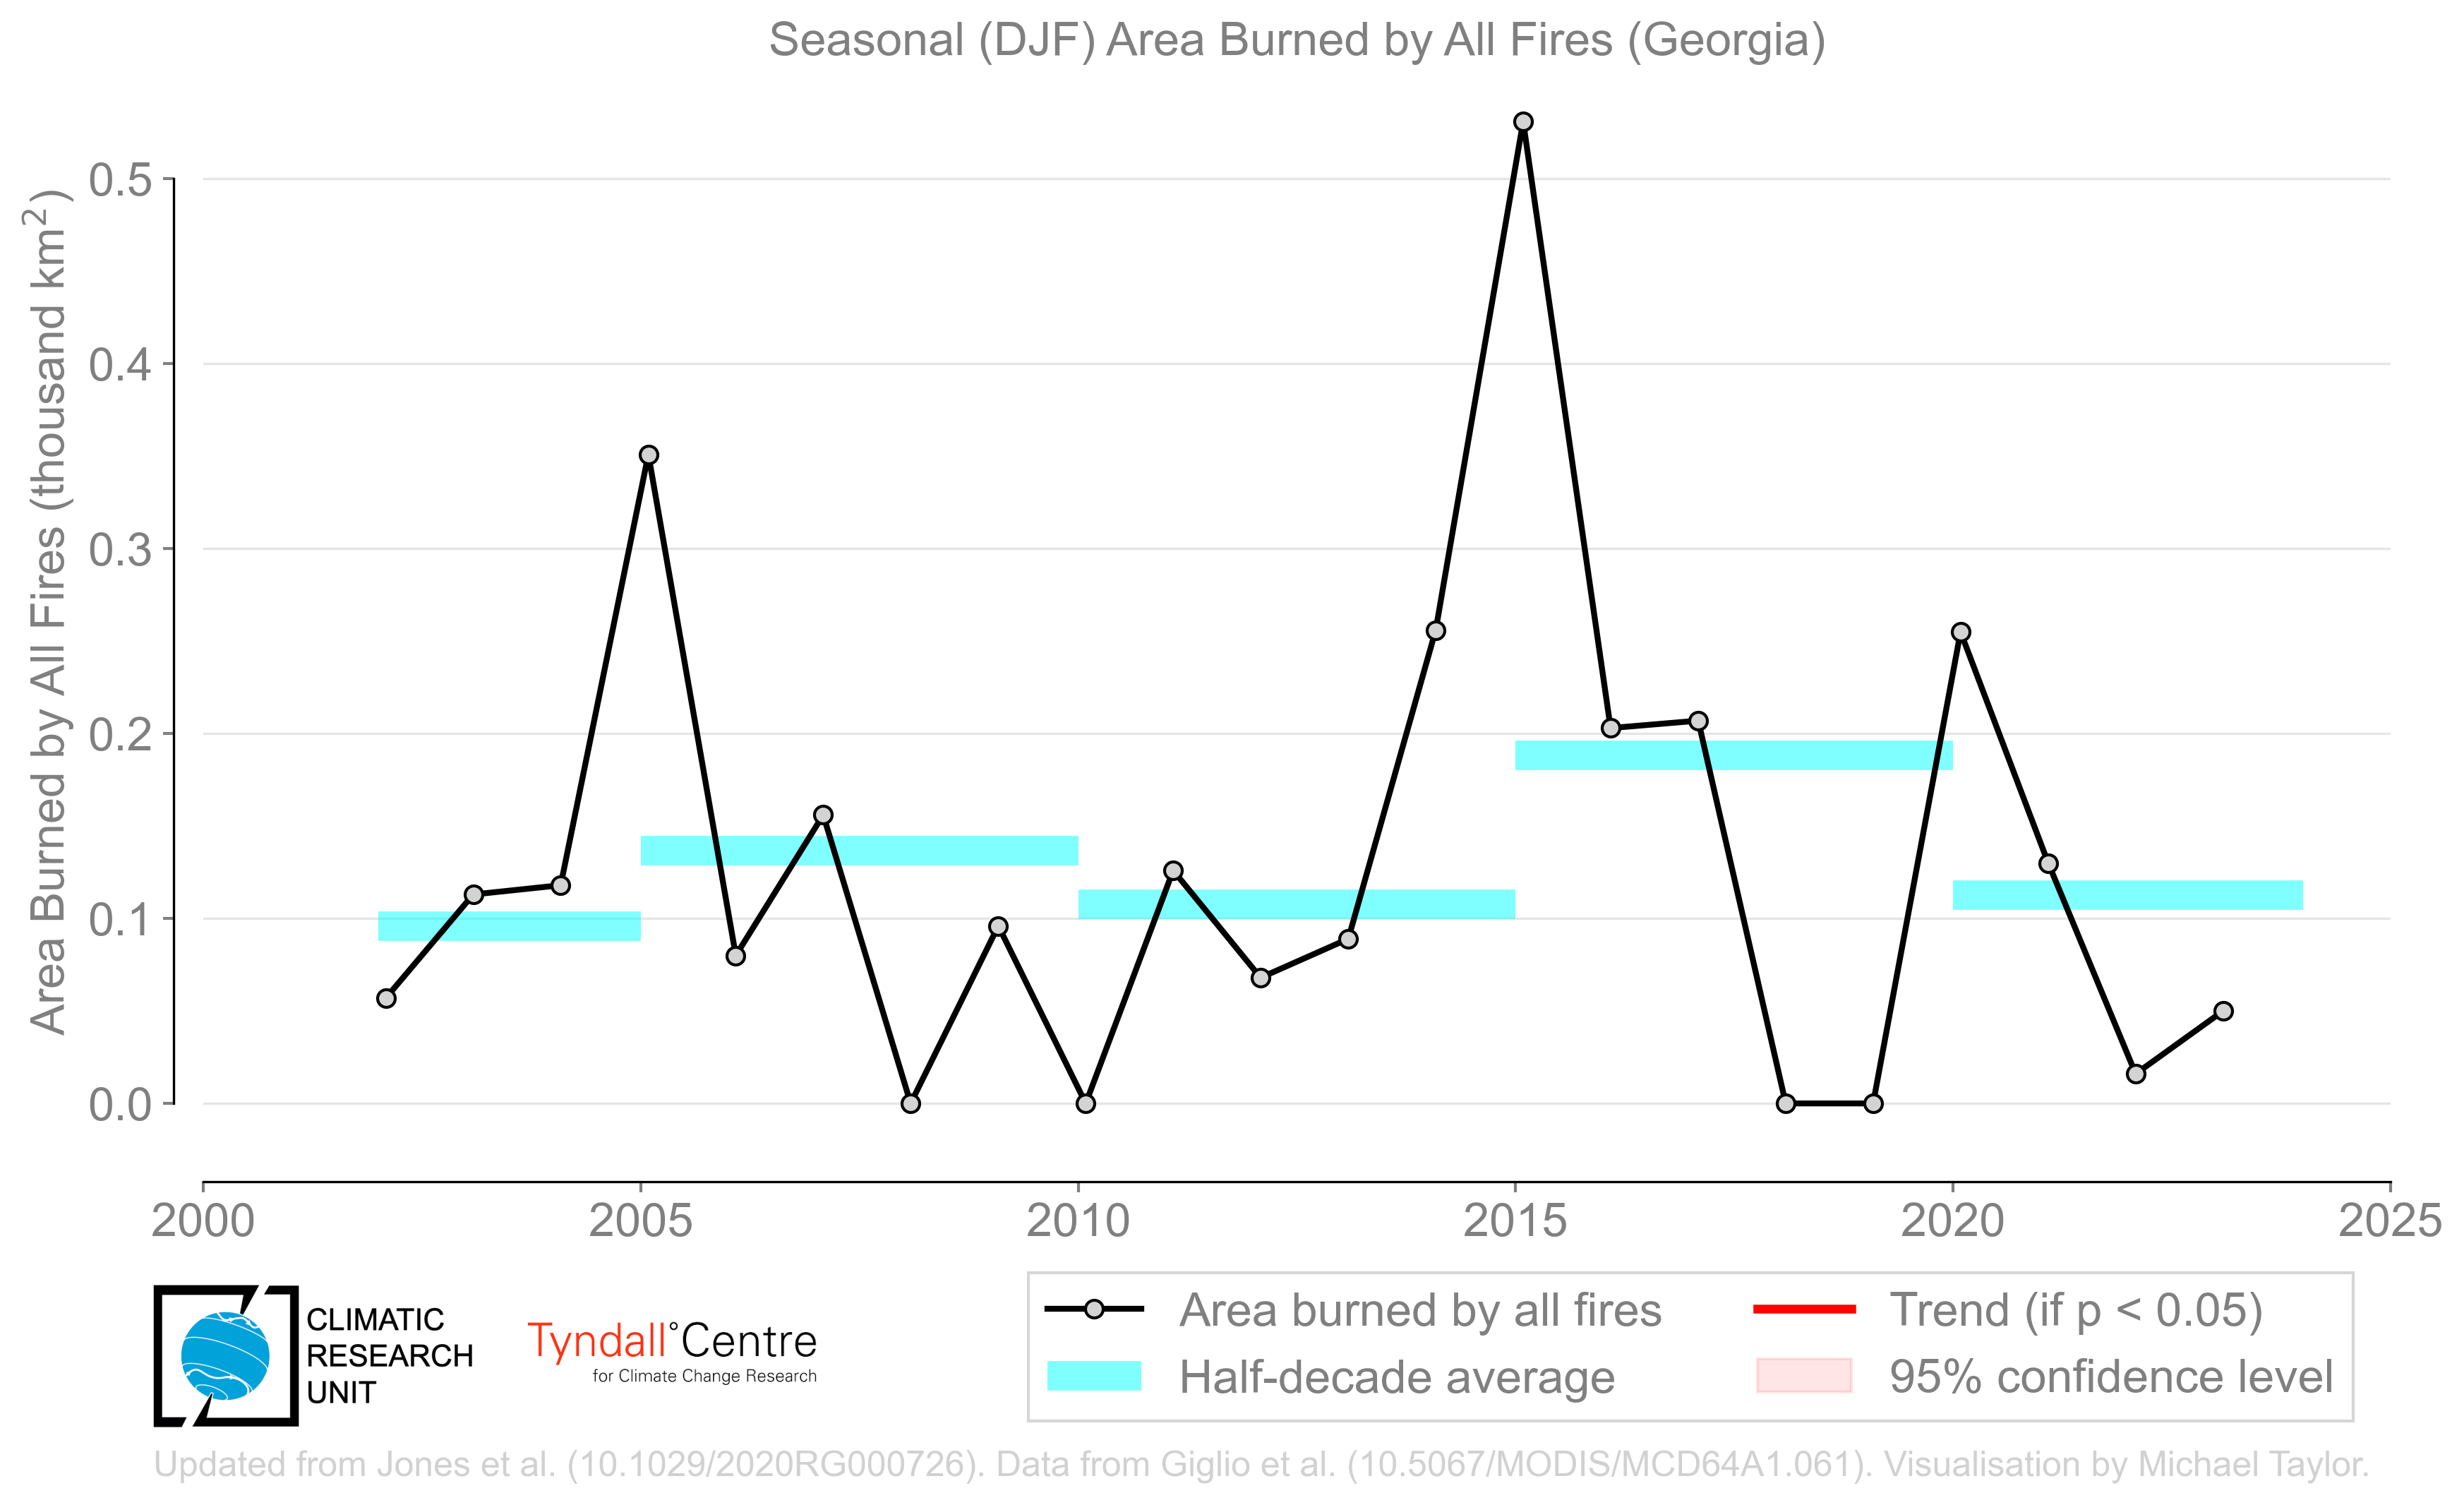 Seasonal (DJF) Area Burned by All Fires (Georgia)
Area Burned by All Fires (thousand km²)
0.5
0.4
0.3
0.2
0.1
0.0
2000 2005 2010 2015 2020 2025
Area burned by all fires
Half-decade average
Trend (if p < 0.05)
95% confidence level
CLIMATIC
RESEARCH
UNIT
Tyndall°Centre
for Climate Change Research
Updated from Jones et al. (10.1029/2020RG000726). Data from Giglio et al. (10.5067/MODIS/MCD64A1.061). Visualisation by Michael Taylor.